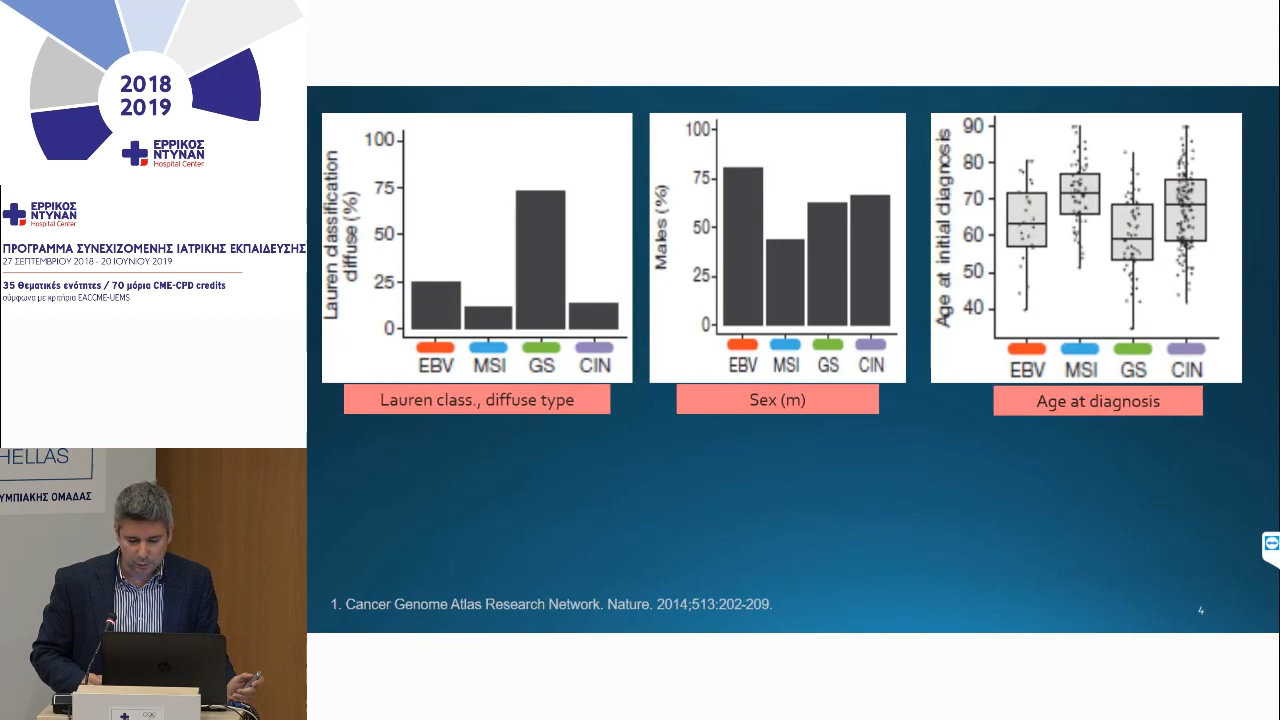 2018
2019
ΕΡΡΙΚΟΣ
ΝΤΥΝΑΝ
Hospital Center
ΕΡΡΙΚΟΣ
ΝΤΥΝΑΝ
Hospital Center
ΠΡΟΓΡΑΜΜΑ ΣΥΝΕΧΙΖΟΜΕΝΗΣ ΙΑΤΡΙΚΗΣ ΕΚΠΑΙΔΕΥΣΗΣ
27 ΣΕΠΤΕΜΒΡΙΟΥ 2018 - 20 ΙΟΥΝΙΟΥ 2019
35 Θεματικές ενότητες / 70 μόρια CME-CPD credits
σύμφωνα με κριτήρια EACCME-UEMS
HELLAS
ΥΜΠΙΑΚΗΣ ΟΜΑΔΑΣ
Lauren classification
diffuse (%)
100
75
50
25
0
EBV MSI GS CIN
Lauren class., diffuse type
Males (%)
100
75
50
25
0
EBV MSI GS CIN
Sex (m)
Age at initial diagnosis
90
80
70
60
50
40
EBV MSI GS CIN
Age at diagnosis
1. Cancer Genome Atlas Research Network. Nature. 2014;513:202-209.
4